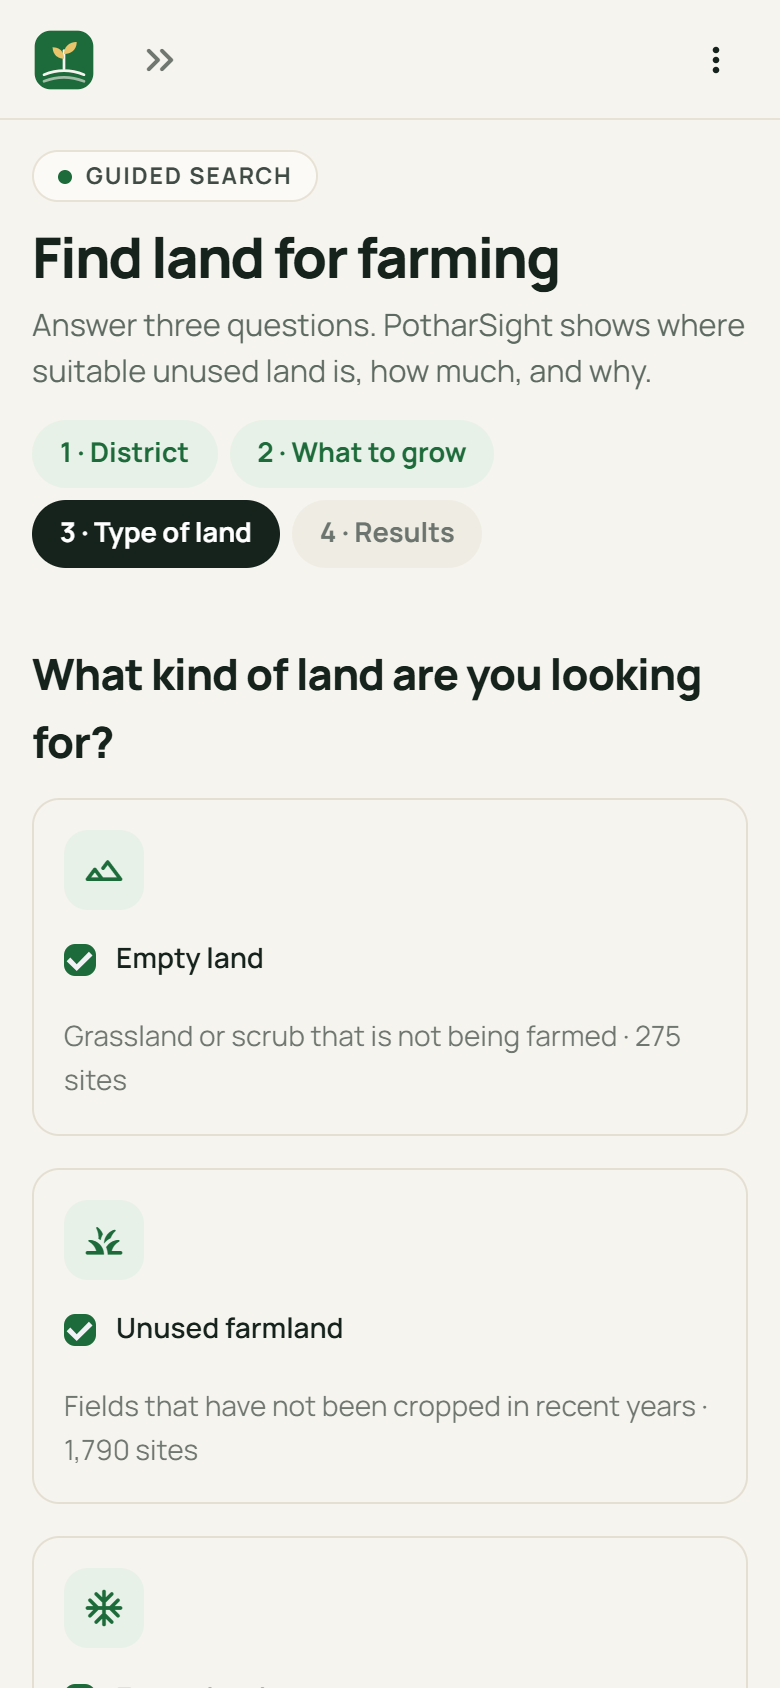 GUIDED SEARCH
Find land for farming
Answer three questions. PotharSight shows where
suitable unused land is, how much, and why.
1 · District
2 · What to grow
3 · Type of land
4 · Results
What kind of land are you looking
for?
Empty land
Grassland or scrub that is not being farmed · 275
sites
Unused farmland
Fields that have not been cropped in recent years ·
1,790 sites